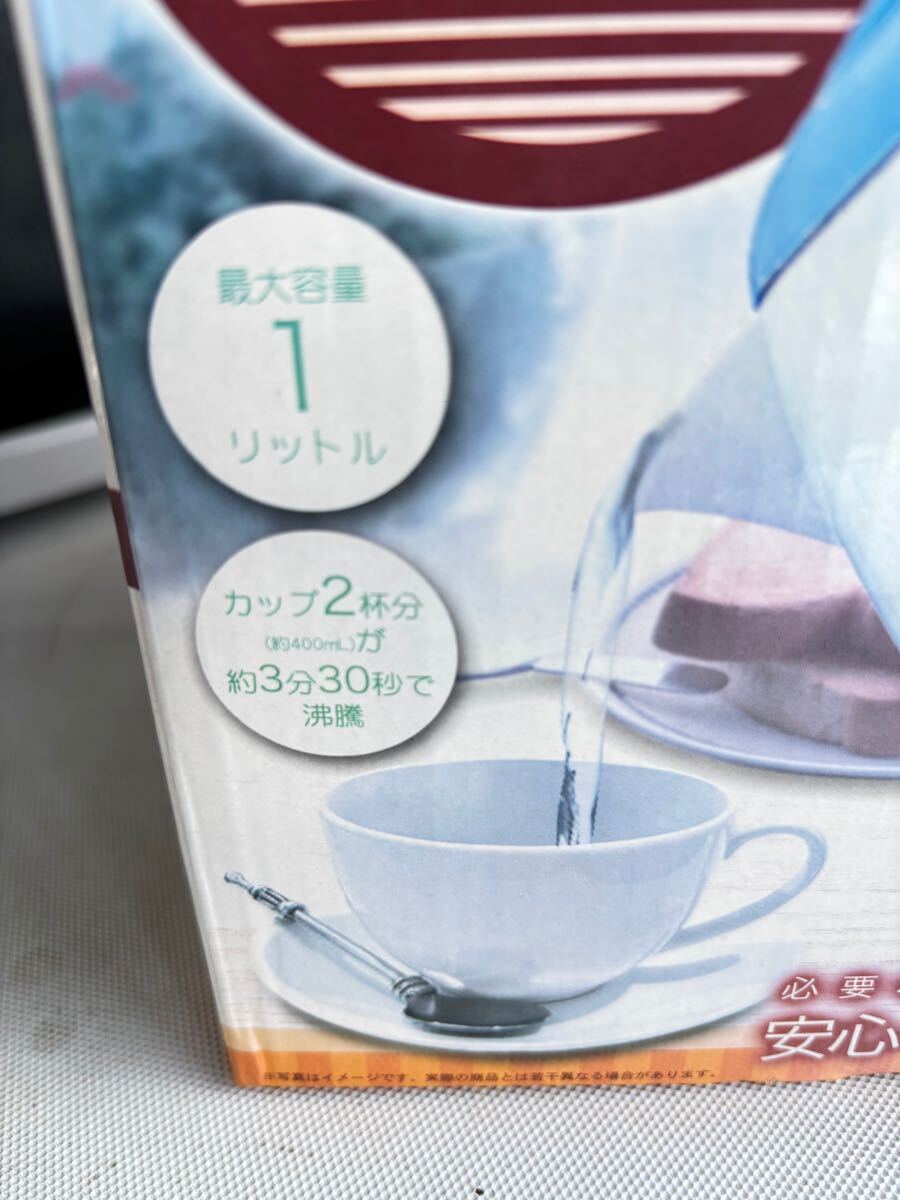 最大容量
1
リットル
カップ2杯分
(約400mL)が
約3分30秒で
沸騰
必要
安心
※写真はイメージです。実際の商品とは若干異なる場合があります。